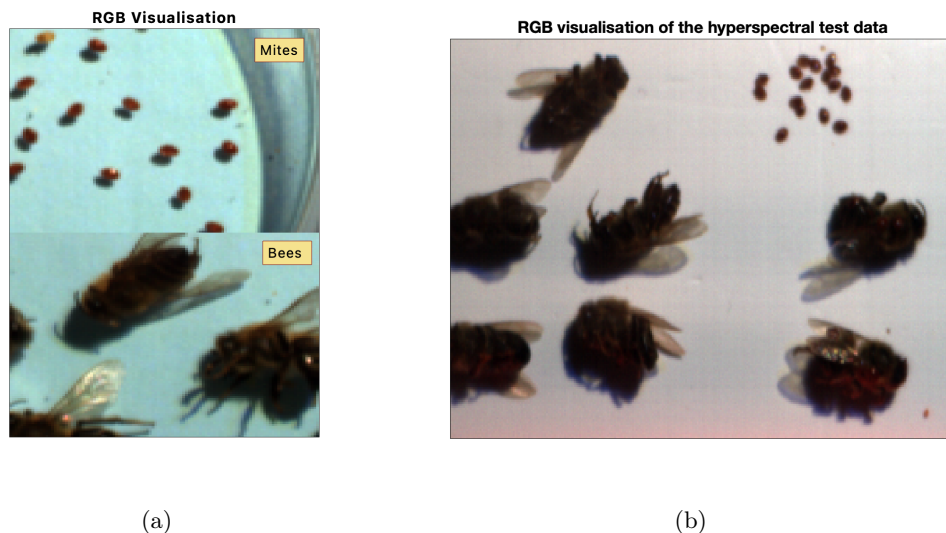 RGB Visualisation
Mites
Bees
(a)
RGB visualisation of the hyperspectral test data
(b)